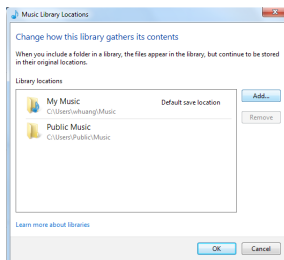 Music Library Locations
Change how this library gathers its contents
When you include a folder in a library, the files appear in the library, but continue to be stored
in their original locations.
Library locations
My Music
Default save location
C:\Users\whuang\Music
Public Music
C:\Users\Public\Music
Add...
Remove
Learn more about libraries
OK
Cancel